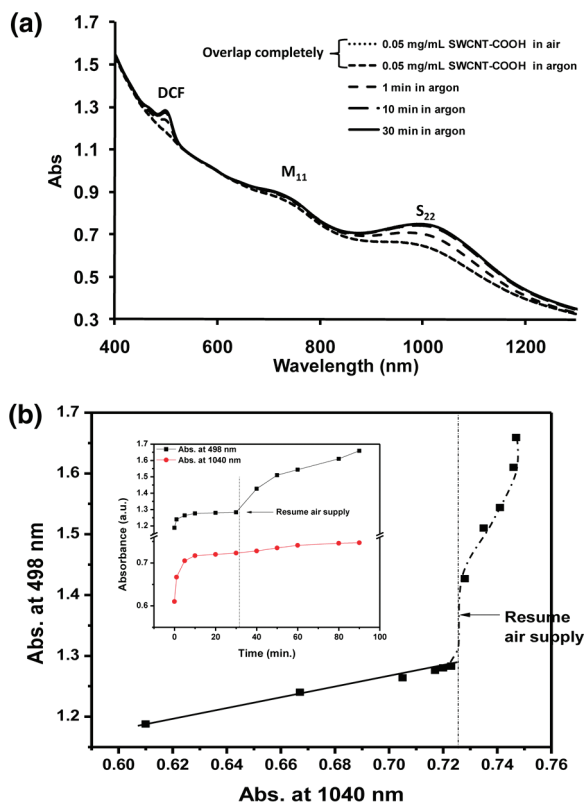 (a)
1.7
1.5
1.3
1.1
0.9
0.7
0.5
0.3
Abs
Overlap completely
0.05 mg/mL SWCNT-COOH in air
0.05 mg/mL SWCNT-COOH in argon
1 min in argon
10 min in argon
30 min in argon
DCF
M₁₁
S₂₂
400 600 800 1000 1200
Wavelength (nm)
(b)
1.7
1.6
1.5
1.4
1.3
1.2
Abs. at 498 nm
Abs. at 498 nm
Abs. at 1040 nm
1.7
1.6
1.5
1.4
1.3
1.2
0.7
0.6
Absorbance (a.u.)
Resume air supply
0 20 40 60 80 100
Time (min.)
Resume
air supply
0.60 0.62 0.64 0.66 0.68 0.70 0.72 0.74 0.76
Abs. at 1040 nm